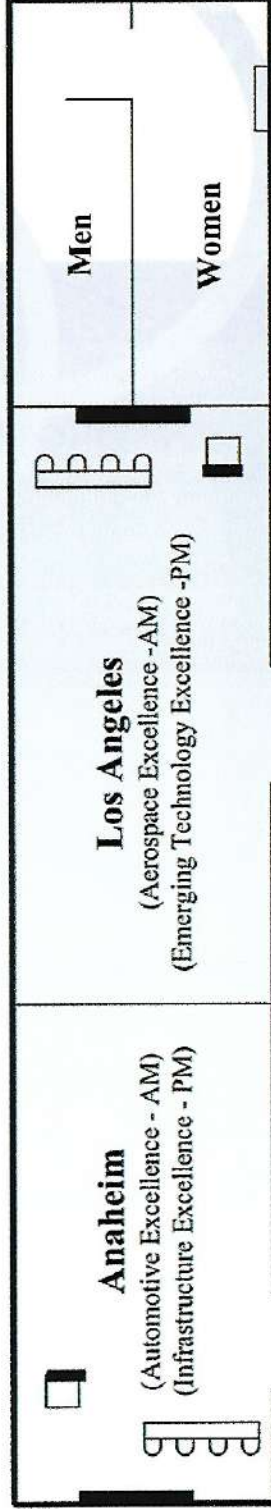 Anaheim
(Automotive Excellence - AM)
(Infrastructure Excellence - PM)
Los Angeles
(Aerospace Excellence -AM)
(Emerging Technology Excellence -PM)
Men
Women